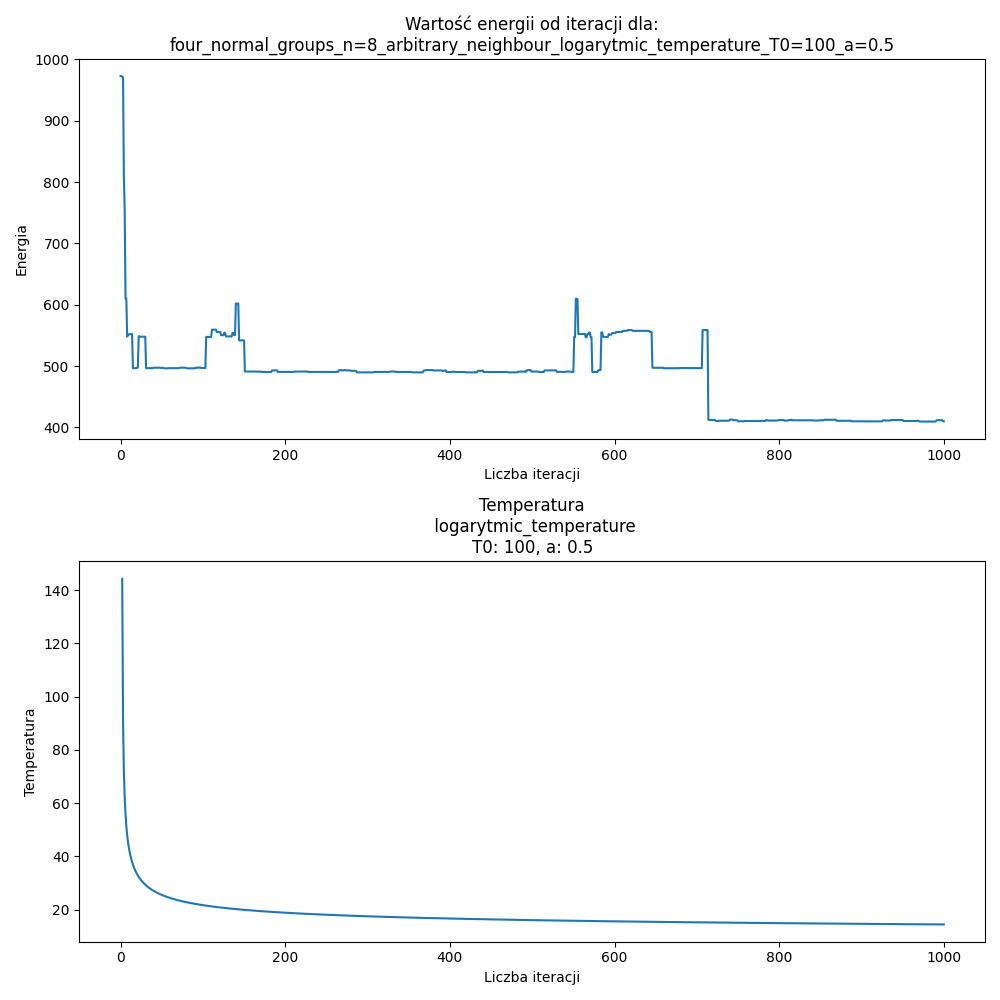 Wartość energii od iteracji dla:
four_normal_groups_n=8_arbitrary_neighbour_logarytmic_temperature_T0=100_a=0.5
1000
900
800
700
600
500
400
Energia
0 200 400 600 800 1000
Liczba iteracji
Temperatura
logarytmic_temperature
T0: 100, a: 0.5
140
120
100
80
60
40
20
Temperatura
0 200 400 600 800 1000
Liczba iteracji